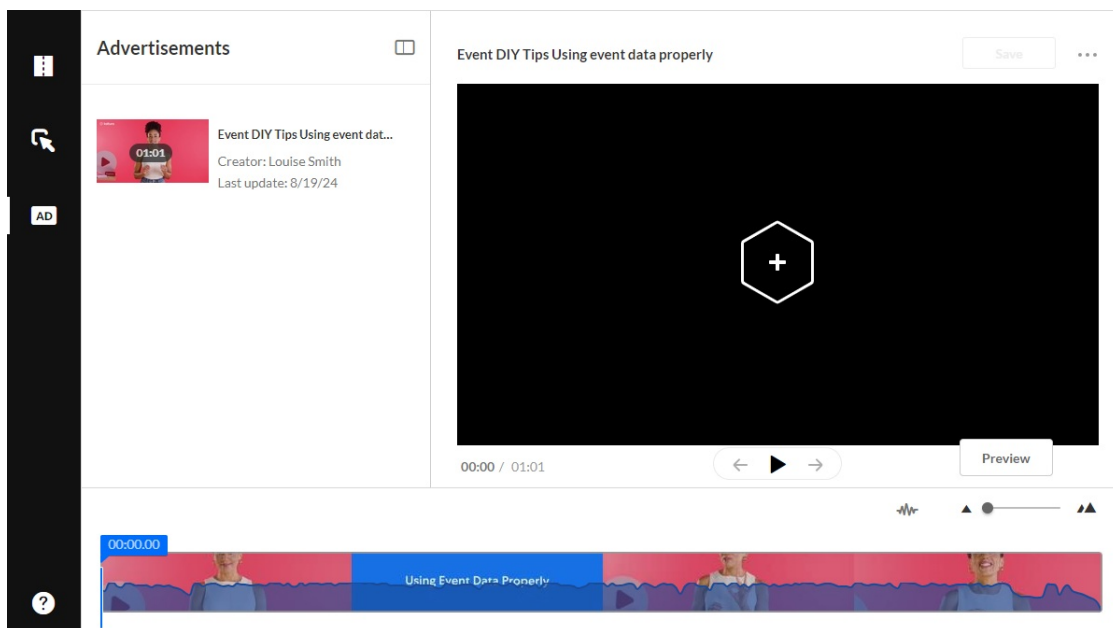 Advertisements
Event DIY Tips Using event dat...
Creator: Louise Smith
Last update: 8/19/24
01:01
AD
Event DIY Tips Using event data properly
Save
00:00 / 01:01
Preview
00:00.00
Using Event Data Properly
?